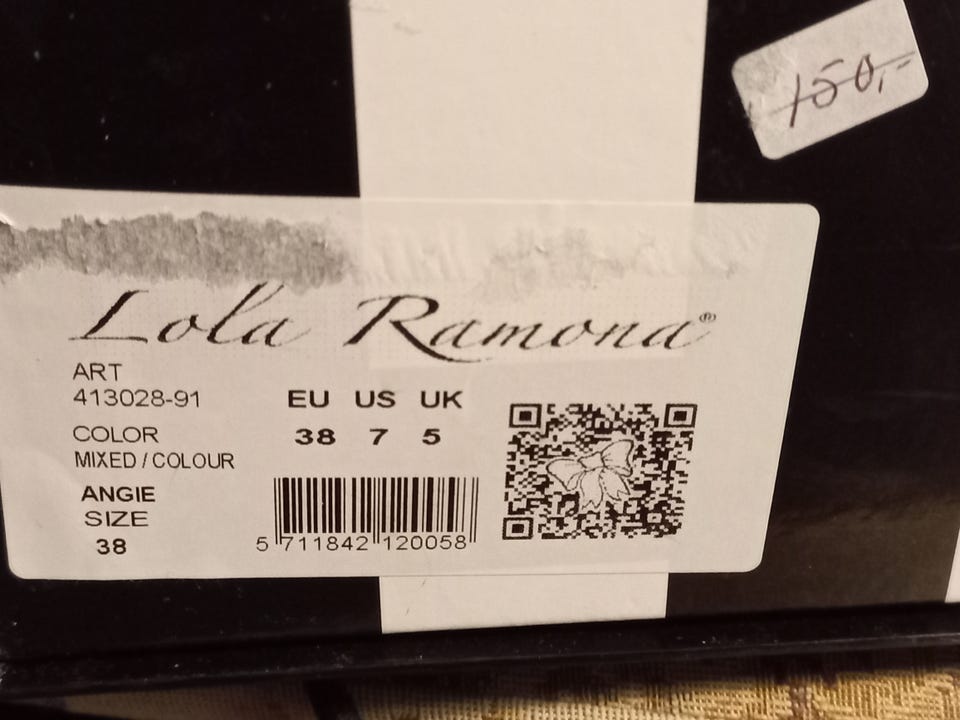 150,-
Lola Ramona®
ART
413028-91
EU US UK
38 7 5
COLOR
MIXED / COLOUR
ANGIE
SIZE
38
5 711842 120058